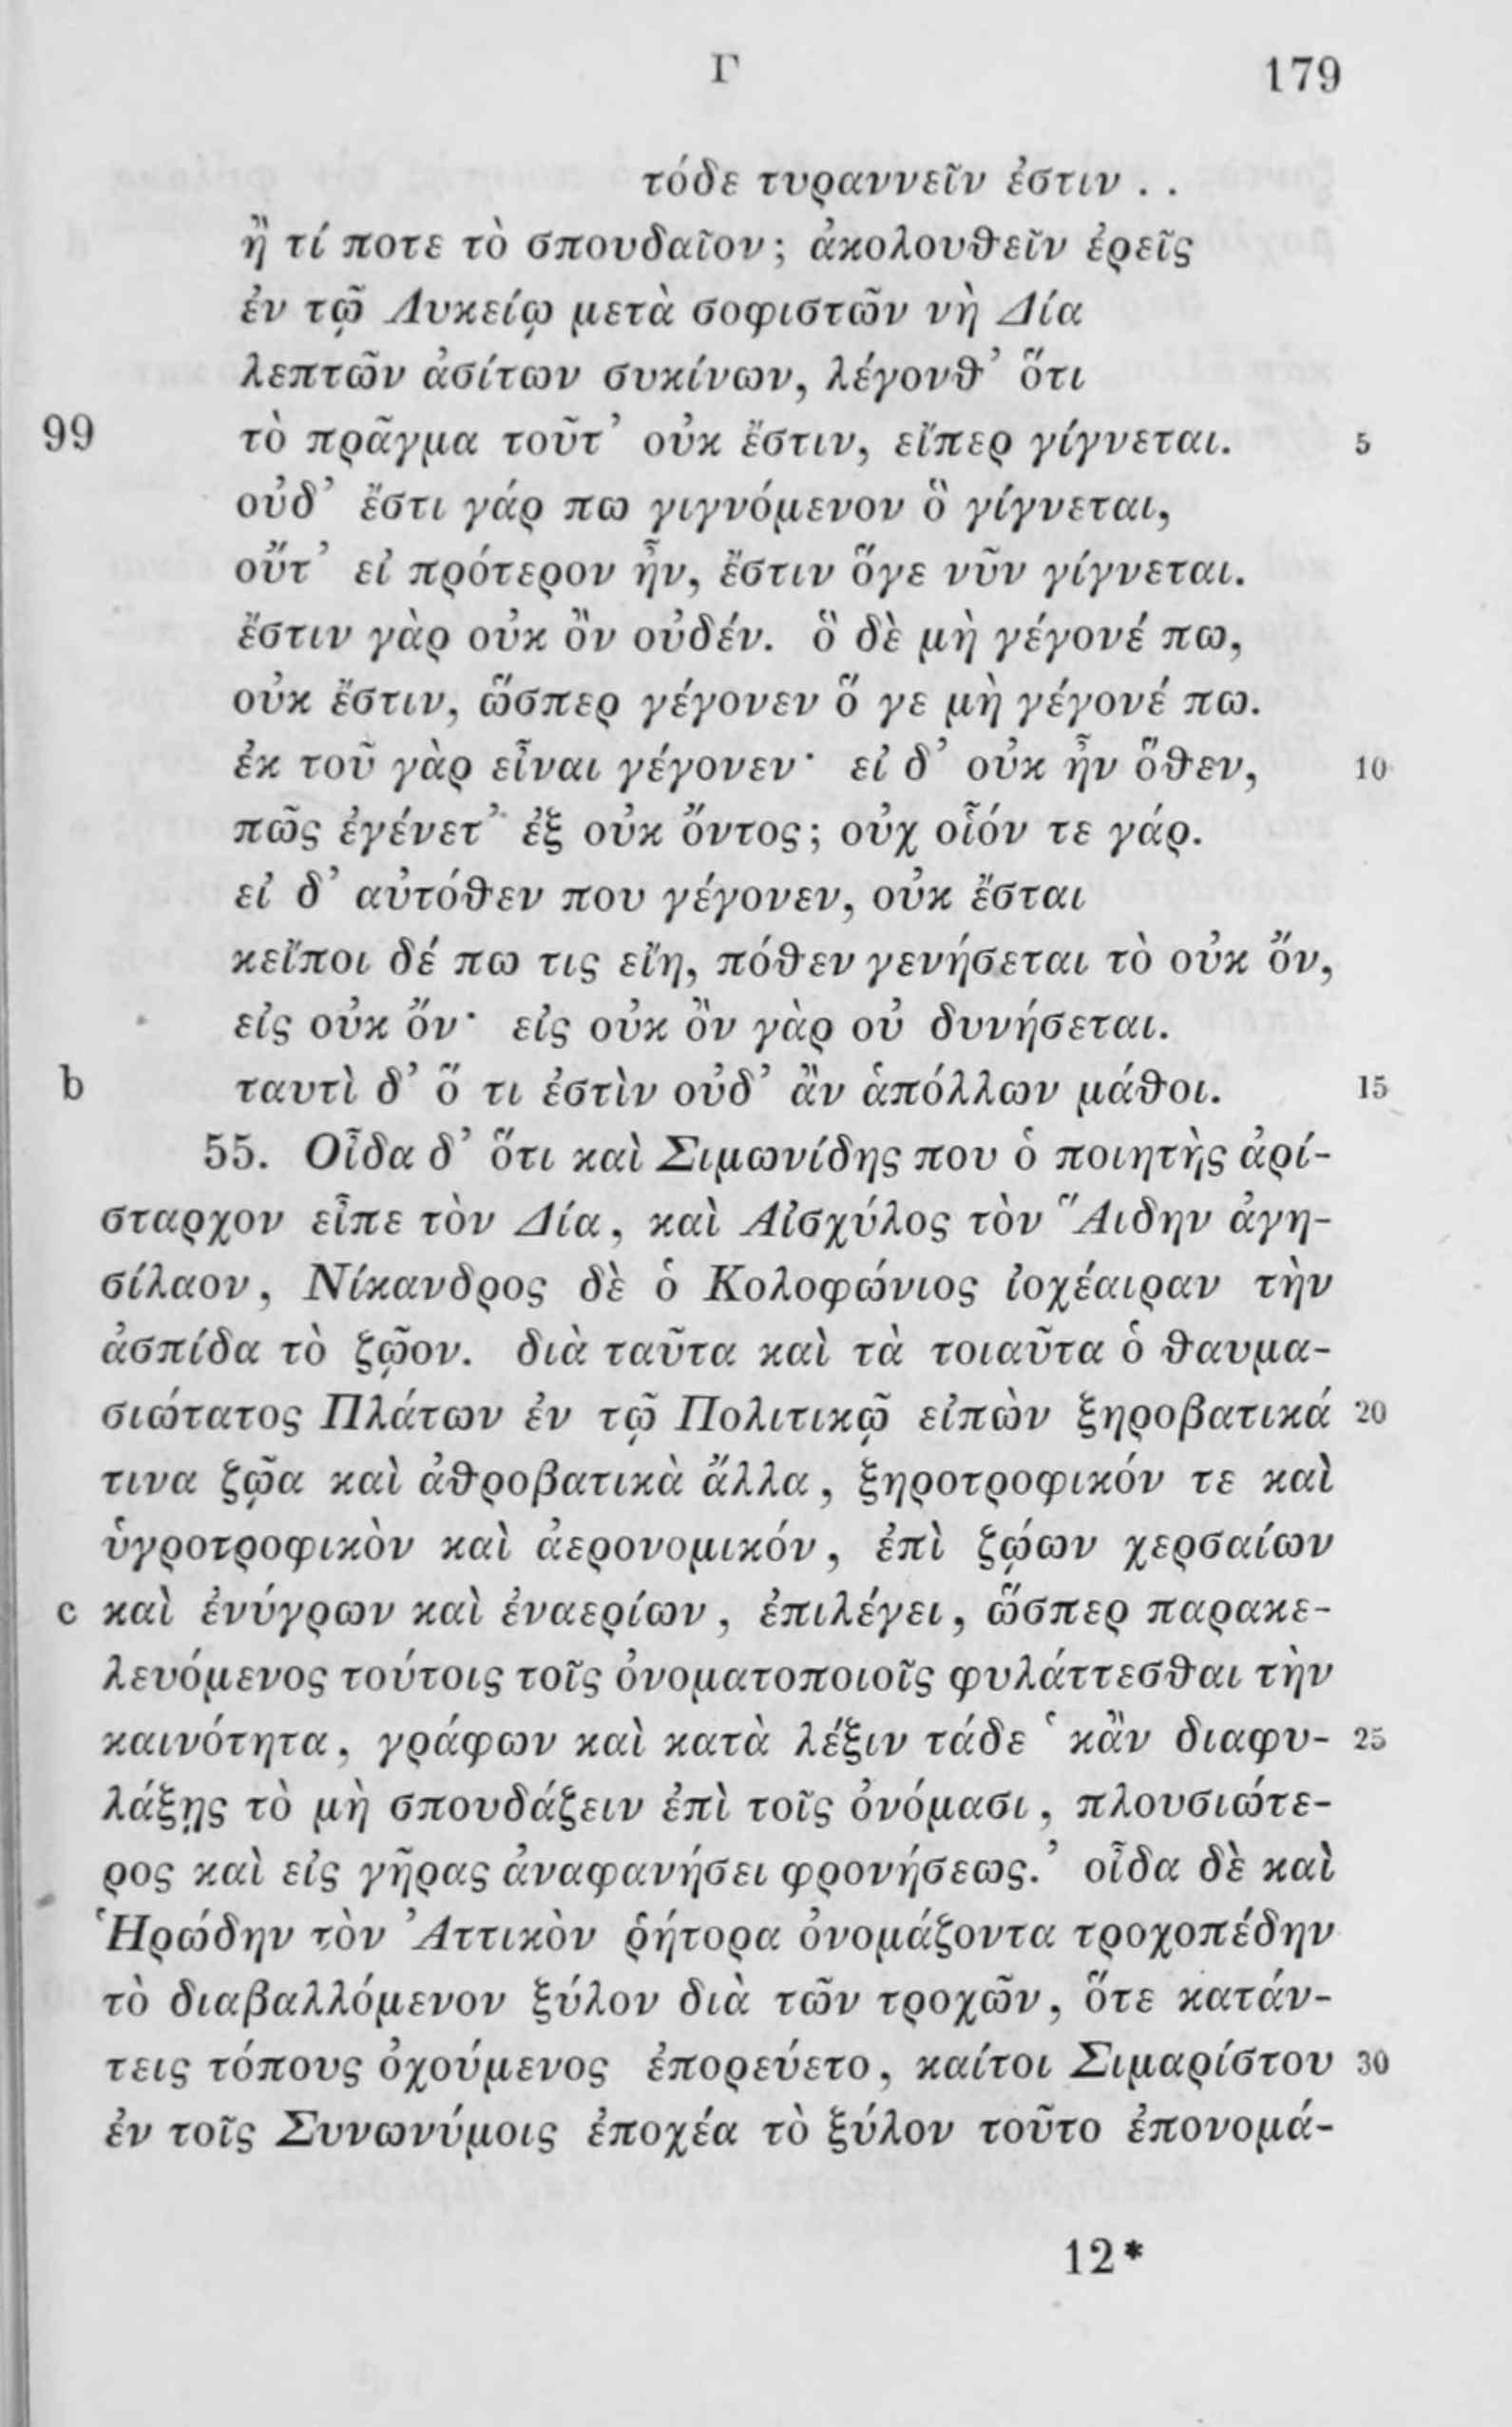 Γ 179
τόδε τυραννεῖν ἐστιν . .
ἢ τί ποτε τὸ σπουδαῖον; ἀκολουθεῖν ἐρεῖς
ἐν τῷ Λυκείῳ μετὰ σοφιστῶν νὴ Δία
λεπτῶν ἀσίτων συκίνων, λέγονθ’ ὅτι
99 τὸ πρᾶγμα τοῦτ’ οὐκ ἔστιν, εἴπερ γίγνεται. 5
οὐδ’ ἔστι γάρ πω γιγνόμενον ὃ γίγνεται,
οὔτ’ εἰ πρότερον ἦν, ἔστιν ὅγε νῦν γίγνεται.
ἔστιν γὰρ οὐκ ὂν οὐδέν. ὃ δὲ μὴ γέγονέ πω,
οὐκ ἔστιν, ὥσπερ γέγονεν ὅ γε μὴ γέγονέ πω.
ἐκ τοῦ γὰρ εἶναι γέγονεν· εἰ δ’ οὐκ ἦν ὅθεν, 10
πῶς ἐγένετ’ ἐξ οὐκ ὄντος; οὐχ οἷόν τε γάρ.
εἰ δ’ αὐτόθεν που γέγονεν, οὐκ ἔσται
κεἴποι δέ πω τις εἴη, πόθεν γενήσεται τὸ οὐκ ὄν,
εἰς οὐκ ὄν· εἰς οὐκ ὂν γὰρ οὐ δυνήσεται.
b ταυτὶ δ’ ὅ τι ἐστὶν οὐδ’ ἂν ἁπόλλων μάθοι. 15
55. Οἶδα δ’ ὅτι καὶ Σιμωνίδης που ὁ ποιητὴς ἀρί-
σταρχον εἶπε τὸν Δία, καὶ Αἰσχύλος τὸν Ἅιδην ἀγη-
σίλαον, Νίκανδρος δὲ ὁ Κολοφώνιος ἰοχέαιραν τὴν
ἀσπίδα τὸ ζῷον. διὰ ταῦτα καὶ τὰ τοιαῦτα ὁ θαυμα-
σιώτατος Πλάτων ἐν τῷ Πολιτικῷ εἰπὼν ξηροβατικά 20
τινα ζῷα καὶ ἀθροβατικὰ ἄλλα, ξηροτροφικόν τε καὶ
ὑγροτροφικὸν καὶ ἀερονομικόν, ἐπὶ ζῴων χερσαίων
c καὶ ἐνύγρων καὶ ἐναερίων, ἐπιλέγει, ὥσπερ παρακε-
λευόμενος τούτοις τοῖς ὀνοματοποιοῖς φυλάττεσθαι τὴν
καινότητα, γράφων καὶ κατὰ λέξιν τάδε ‘κἂν διαφυ- 25
λάξῃς τὸ μὴ σπουδάζειν ἐπὶ τοῖς ὀνόμασι, πλουσιώτε-
ρος καὶ εἰς γῆρας ἀναφανήσει φρονήσεως.’ οἶδα δὲ καὶ
Ἡρώδην τὸν Ἀττικὸν ῥήτορα ὀνομάζοντα τροχοπέδην
τὸ διαβαλλόμενον ξύλον διὰ τῶν τροχῶν, ὅτε κατάν-
τεις τόπους ὀχούμενος ἐπορεύετο, καίτοι Σιμαρίστου 30
ἐν τοῖς Συνωνύμοις ἐποχέα τὸ ξύλον τοῦτο ἐπονομά-
12*